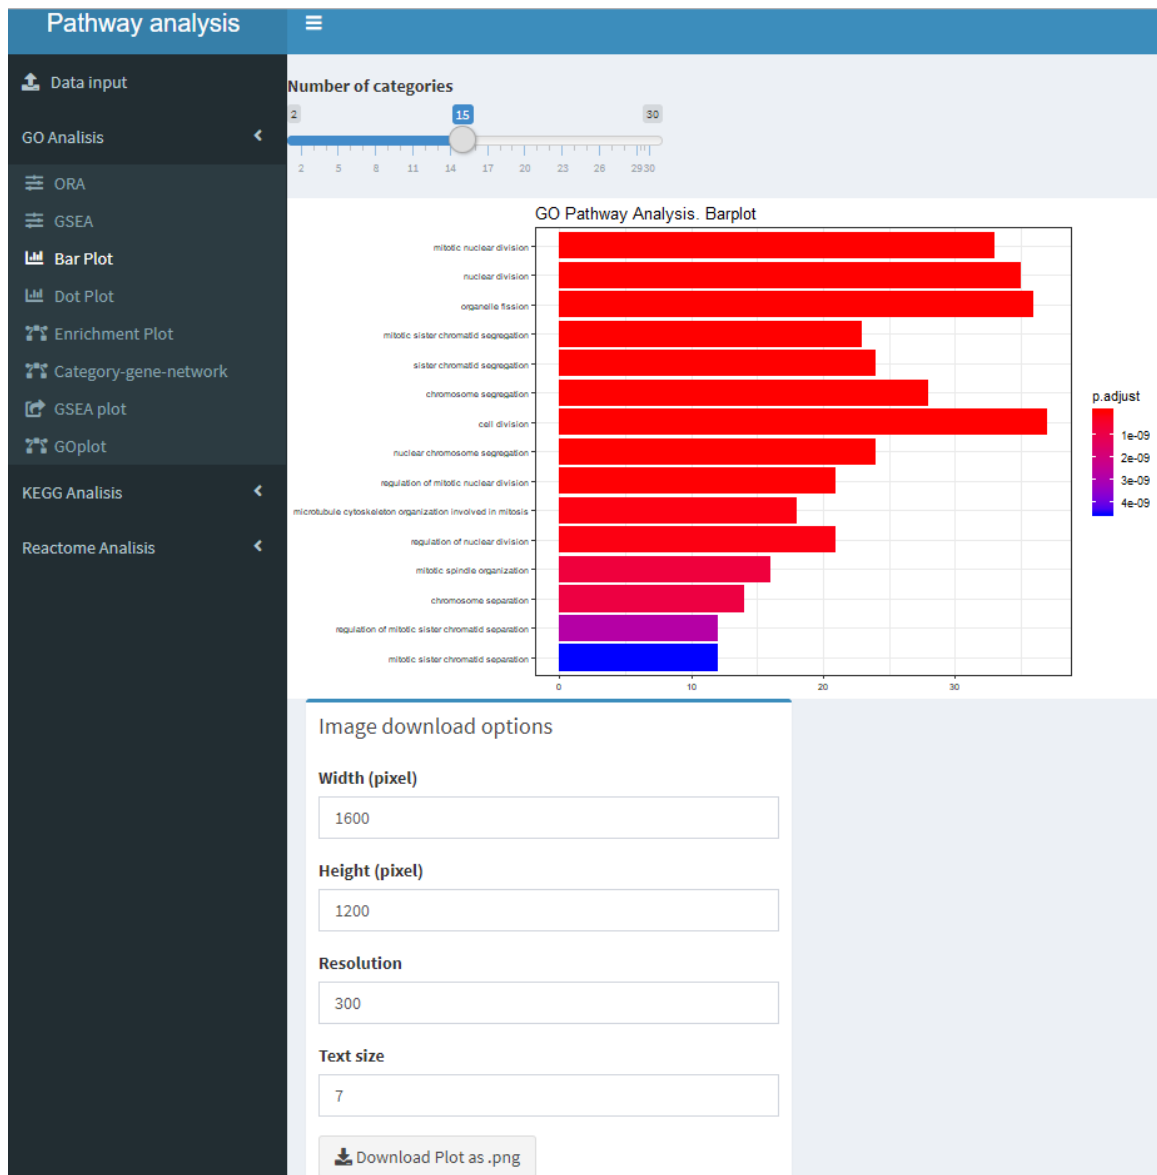 Pathway analysis
Data input
GO Analisis
ORA
GSEA
Bar Plot
Dot Plot
Enrichment Plot
Category-gene-network
GSEA plot
GOplot
KEGG Analisis
Reactome Analisis
Number of categories
2 15 30
2 5 8 11 14 17 20 23 26 29 30
GO Pathway Analysis. Barplot
mitotic nuclear division
nuclear division
organelle fission
mitotic sister chromatid segregation
sister chromatid segregation
chromosome segregation
cell division
nuclear chromosome segregation
regulation of mitotic nuclear division
microtubule cytoskeleton organization involved in mitosis
regulation of nuclear division
mitotic spindle organization
chromosome separation
regulation of mitotic sister chromatid separation
mitotic sister chromatid separation
0 10 20 30
p.adjust
1e-09
2e-09
3e-09
4e-09
Image download options
Width (pixel)
1600
Height (pixel)
1200
Resolution
300
Text size
7
Download Plot as .png